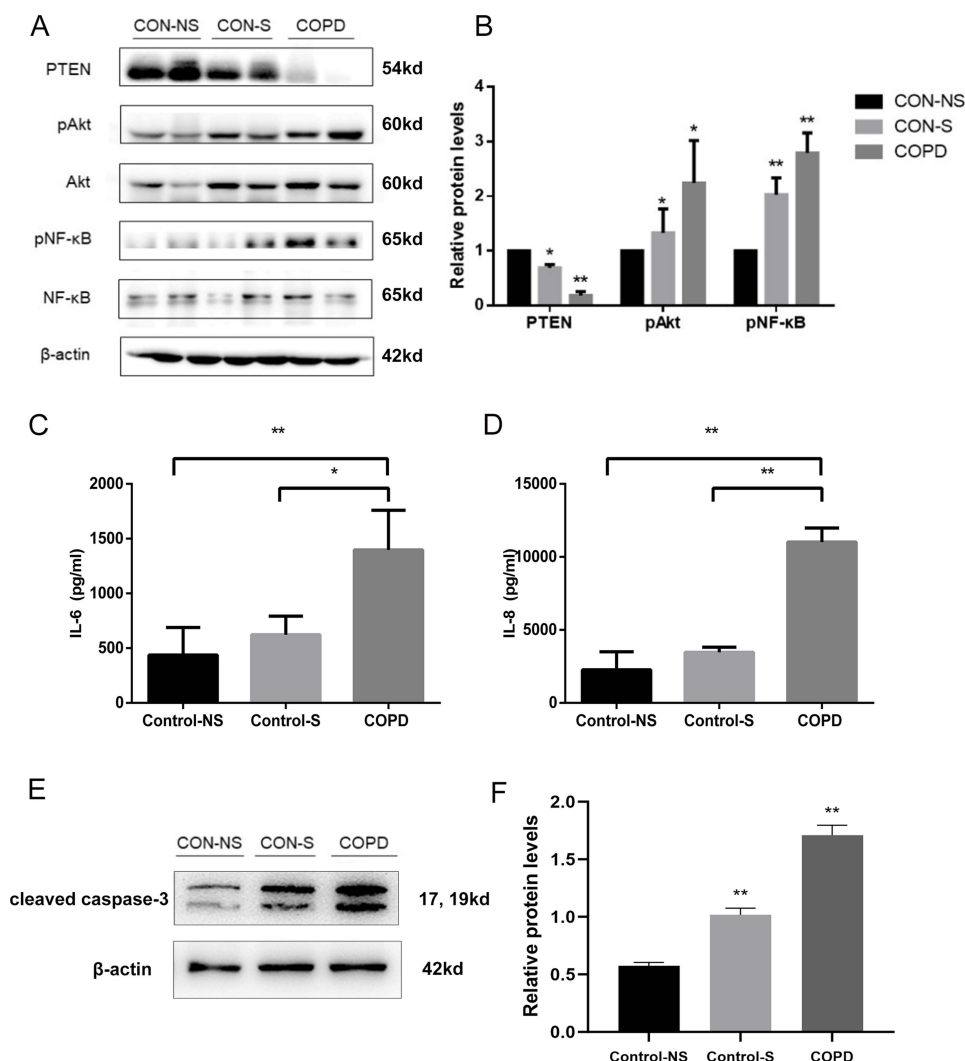 A
CON-NS CON-S COPD
PTEN 54kd
pAkt 60kd
Akt 60kd
pNF-κB 65kd
NF-κB 65kd
β-actin 42kd
B
Relative protein levels
4
3
2
1
0
* ** * * ** **
PTEN pAkt pNF-κB
CON-NS
CON-S
COPD
C
**
*
IL-6 (pg/ml)
2000
1500
1000
500
0
Control-NS Control-S COPD
D
**
**
IL-8 (pg/ml)
15000
10000
5000
0
Control-NS Control-S COPD
E
CON-NS CON-S COPD
cleaved caspase-3 17, 19kd
β-actin 42kd
F
Relative protein levels
2.0
1.5
1.0
0.5
0.0
** **
Control-NS Control-S COPD